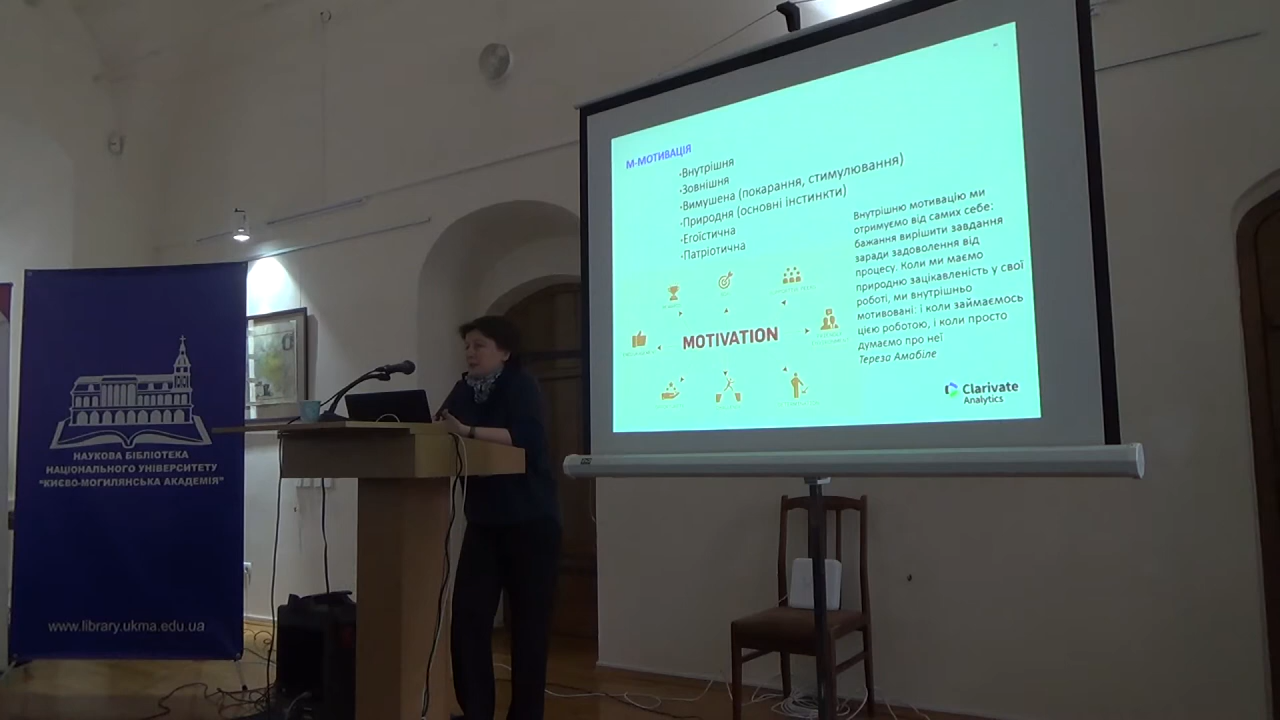 НАУКОВА БІБЛІОТЕКА
НАЦІОНАЛЬНОГО УНІВЕРСИТЕТУ
"КИЄВО-МОГИЛЯНСЬКА АКАДЕМІЯ"
www.library.ukma.edu.ua
М-МОТИВАЦІЯ
•Внутрішня
•Зовнішня
•Вимушена (покарання, стимулювання)
•Природня (основні інстинкти)
•Егоїстична
•Патріотична
MOTIVATION
Внутрішню мотивацію ми
отримуємо від самих себе:
бажання вирішити завдання
заради задоволення від
процесу. Коли ми маємо
природню зацікавленість у свої
роботі, ми внутрішньо
мотивовані: і коли займаємось
цією роботою, і коли просто
думаємо про неї
Тереза Амабіле
Clarivate
Analytics